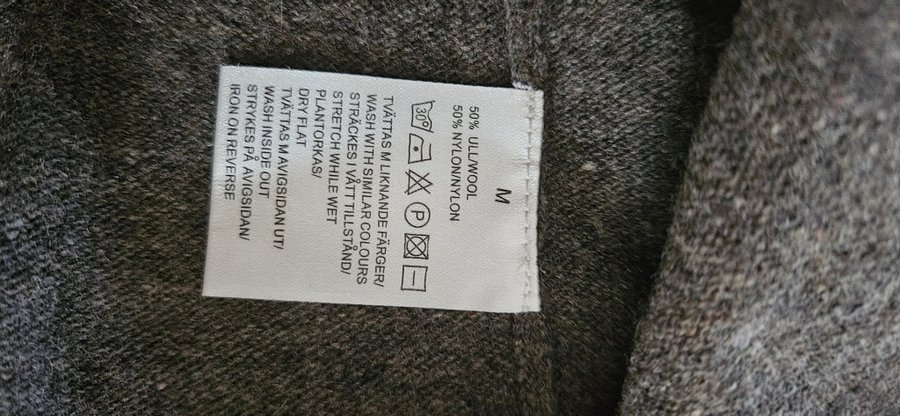 M
50% ULL/WOOL
50% NYLON/NYLON
30° P
TVÄTTAS M LIKNANDE FÄRGER/
WASH WITH SIMILAR COLOURS
STRÄCKES I VÅTT TILLSTÅND/
STRETCH WHILE WET
PLANTORKAS/
DRY FLAT
TVÄTTAS M AVIGSIDAN UT/
WASH INSIDE OUT
STRYKES PÅ AVIGSIDAN/
IRON ON REVERSE